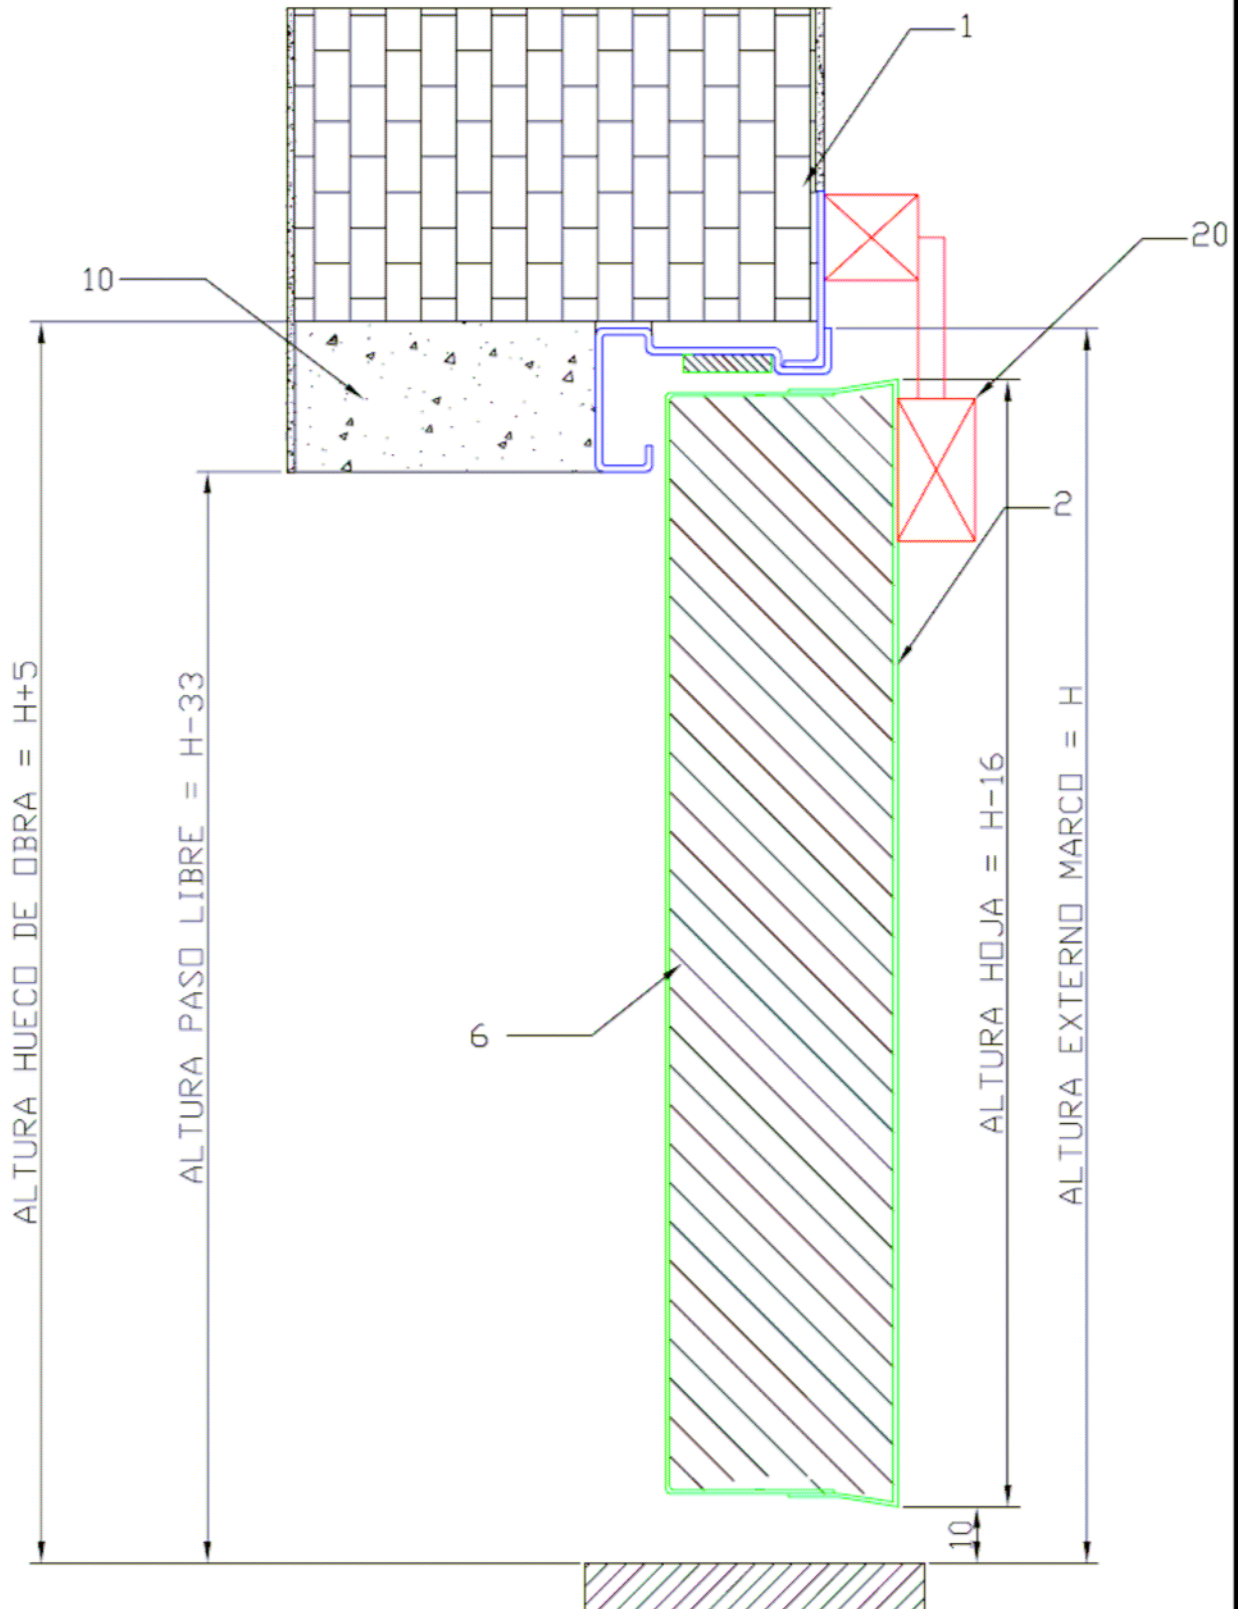 1
20
10
2
ALTURA HUECO DE OBRA = H+5
ALTURA PASO LIBRE = H-33
ALTURA HOJA = H-16
ALTURA EXTERNO MARCO = H
6
10